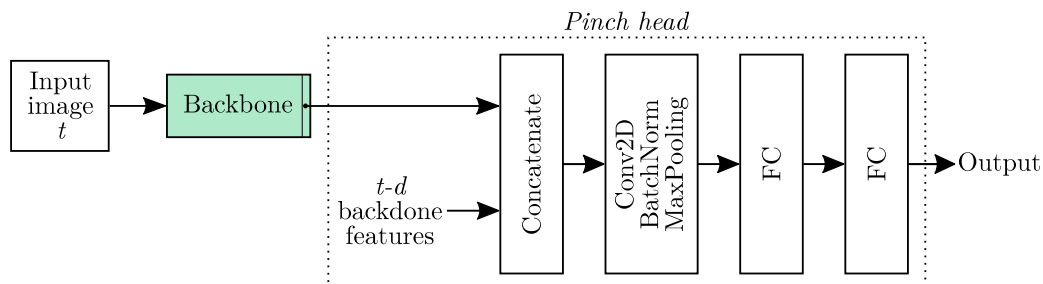 Pinch head
Input
image
t
Backbone
t-d
backdone
features
Concatenate
Conv2D
BatchNorm
MaxPooling
FC
FC
Output